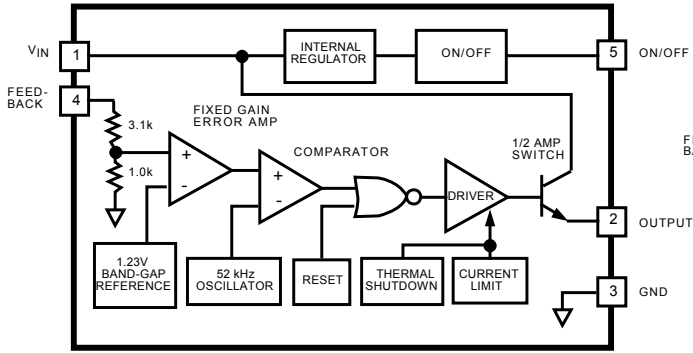 VIN
1
INTERNAL
REGULATOR
ON/OFF
5
ON/OFF
FEED-
BACK
4
3.1k
FIXED GAIN
ERROR AMP
1/2 AMP
SWITCH
COMPARATOR
1.0k
+
-
+
-
DRIVER
2
OUTPUT
1.23V
BAND-GAP
REFERENCE
52 kHz
OSCILLATOR
RESET
THERMAL
SHUTDOWN
CURRENT
LIMIT
3
GND